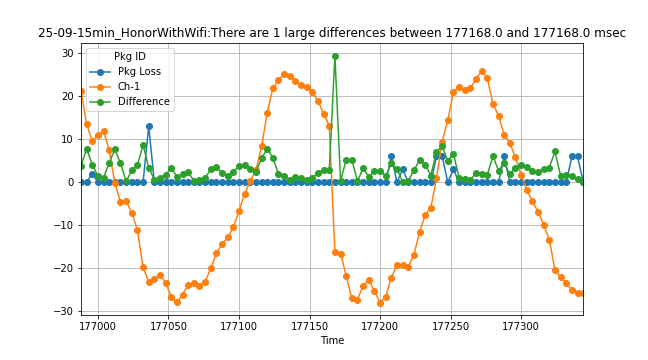 25-09-15min_HonorWithWifi:There are 1 large differences between 177168.0 and 177168.0 msec
Pkg ID
Pkg Loss
Ch-1
Difference
30
20
10
0
−10
−20
−30
177000 177050 177100 177150 177200 177250 177300
Time